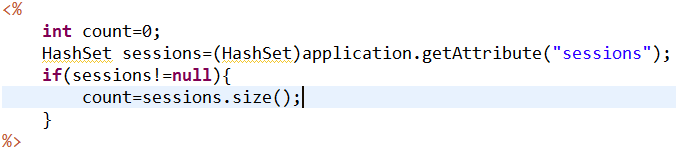 <%
    int count=0;
    HashSet sessions=(HashSet)application.getAttribute("sessions");
    if(sessions!=null){
        count=sessions.size();
    }
%>